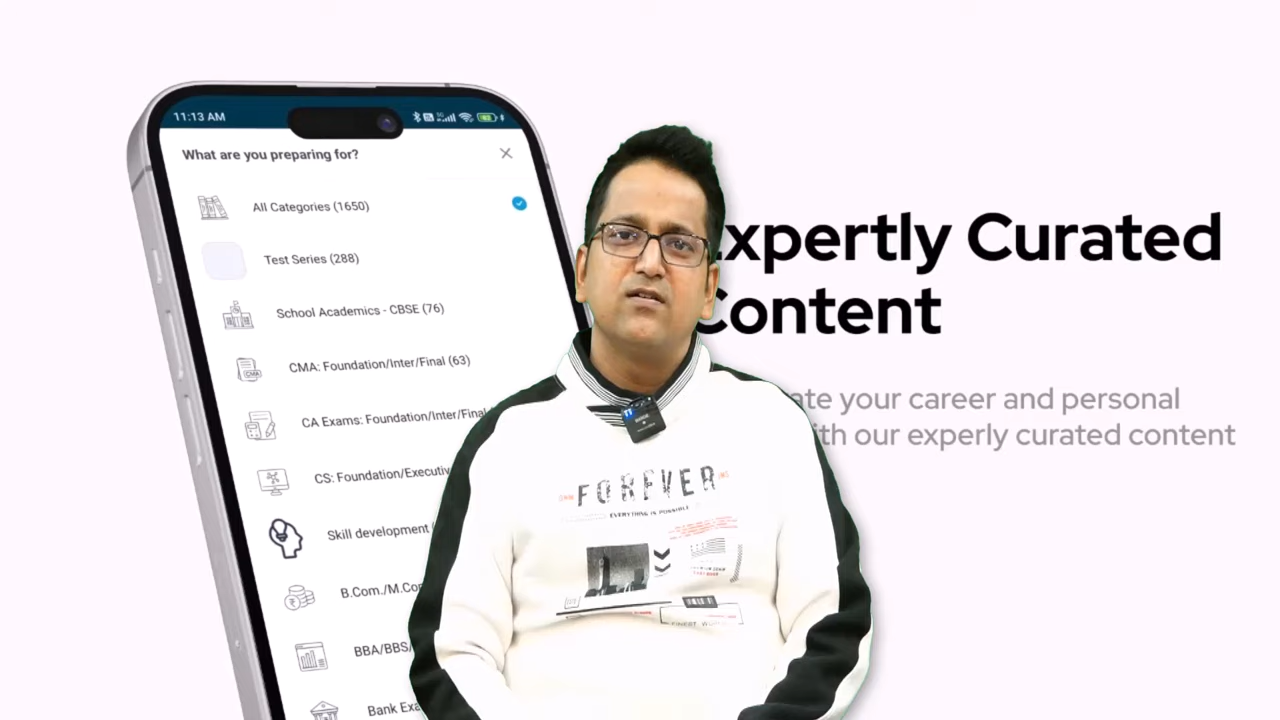 11:13 AM
What are you preparing for?
All Categories (1650)
Test Series (288)
School Academics - CBSE (76)
CMA: Foundation/Inter/Final (63)
CA Exams: Foundation/Inter/Final
CS: Foundation/Executiv
Skill development
B.Com./M.Co
BBA/BBS/
Bank Exa
Expertly Curated
Content
ate your career and personal
ith our experly curated content
FOREVER
EVERYTHING IS POSSIBLE